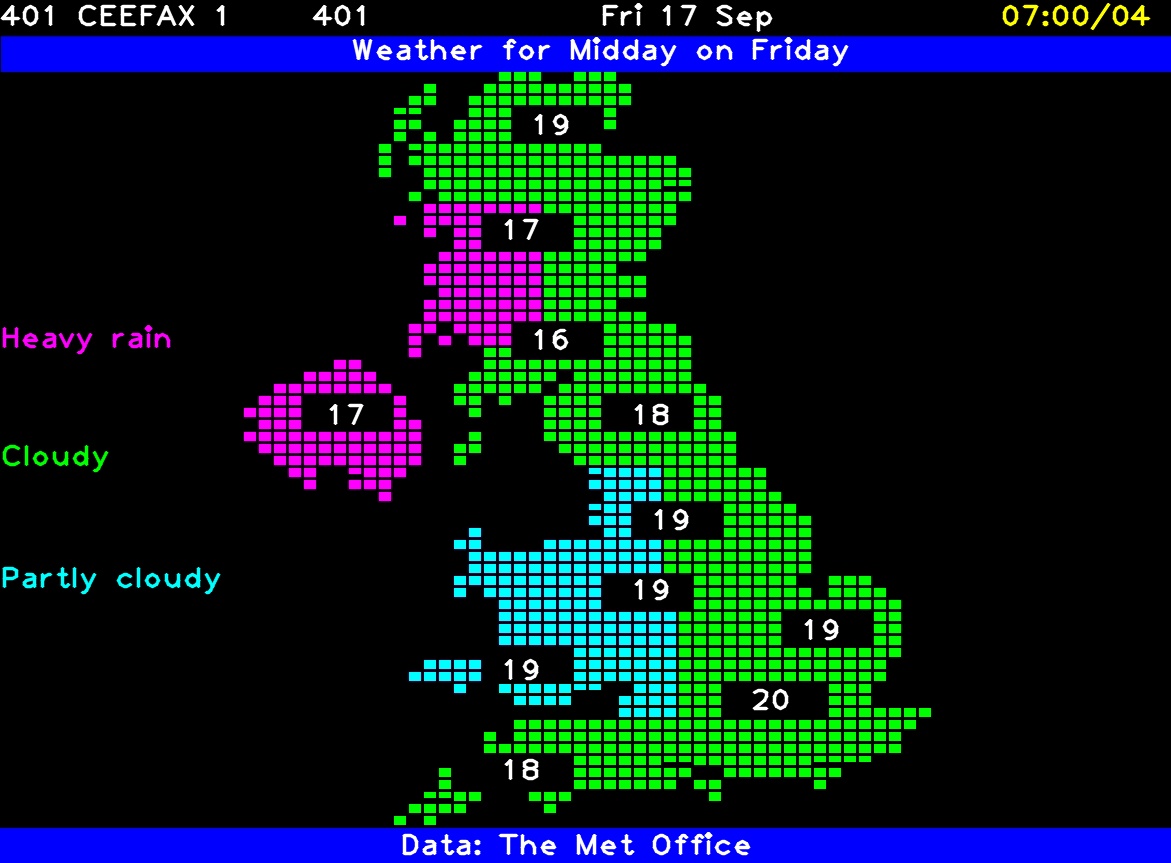 401 CEEFAX 1 401 Fri 17 Sep 07:00/04
Weather for Midday on Friday
19
17
Heavy rain
16
17
18
Cloudy
19
Partly cloudy
19
19
19
20
18
Data: The Met Office